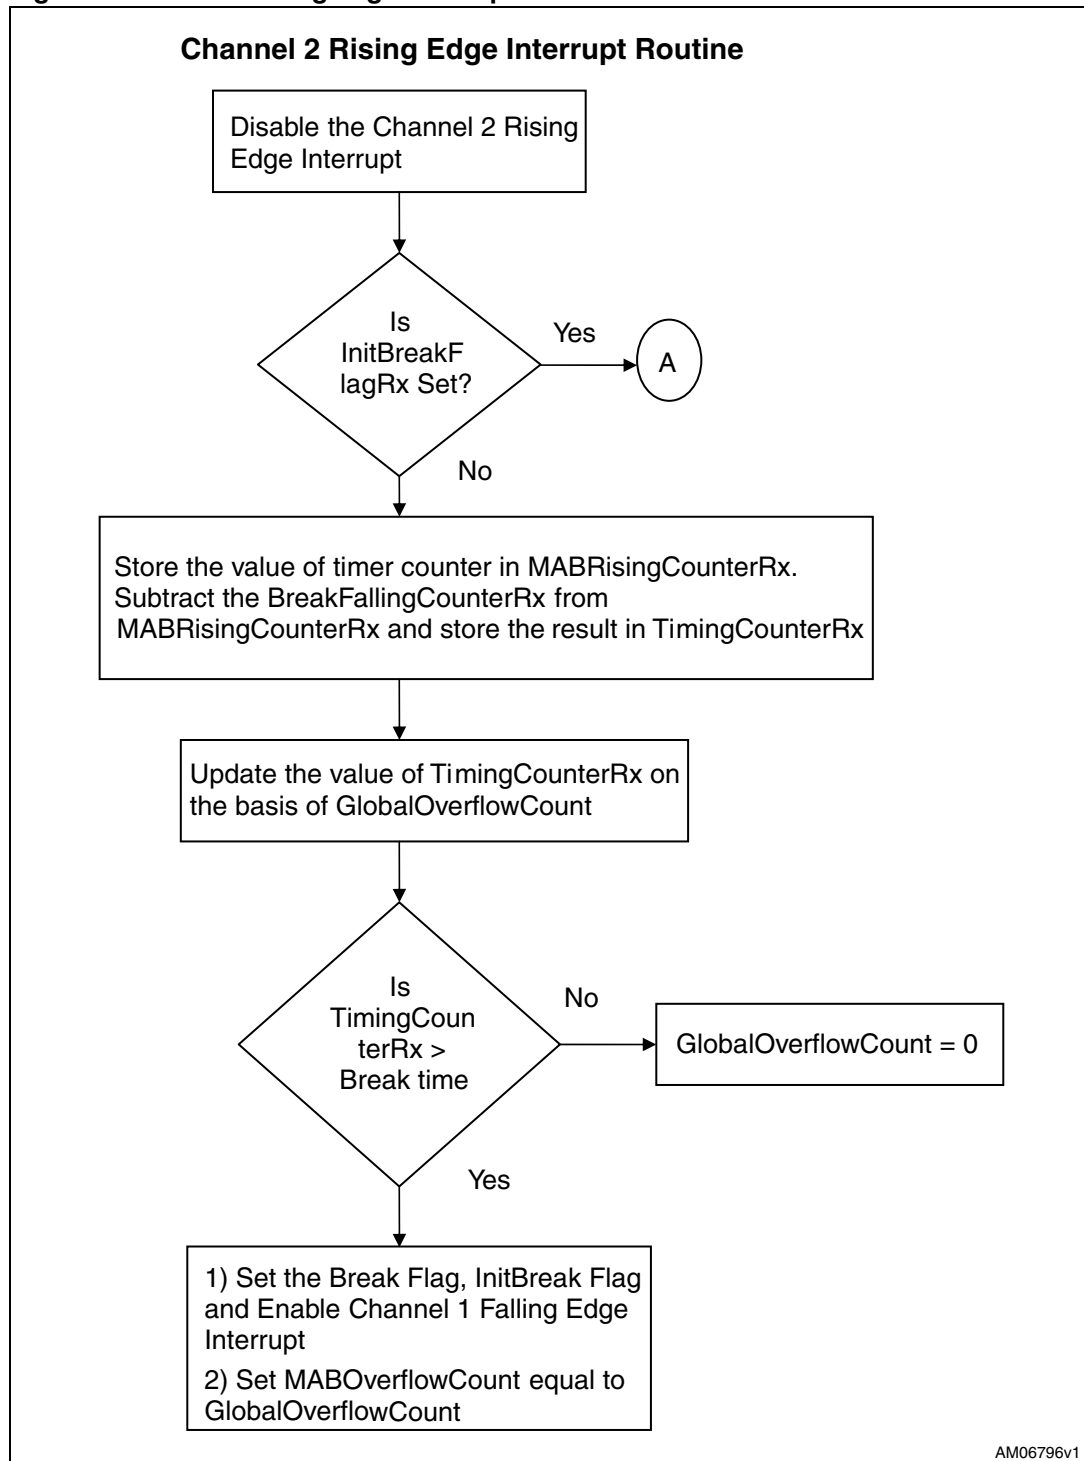 Channel 2 Rising Edge Interrupt Routine
Disable the Channel 2 Rising
Edge Interrupt
Is
InitBreakF
lagRx Set?
Yes
A
No
Store the value of timer counter in MABRisingCounterRx.
Subtract the BreakFallingCounterRx from
MABRisingCounterRx and store the result in TimingCounterRx
Update the value of TimingCounterRx on
the basis of GlobalOverflowCount
Is
TimingCoun
terRx >
Break time
No
GlobalOverflowCount = 0
Yes
1) Set the Break Flag, InitBreak Flag
and Enable Channel 1 Falling Edge
Interrupt
2) Set MABOverflowCount equal to
GlobalOverflowCount
AM06796v1